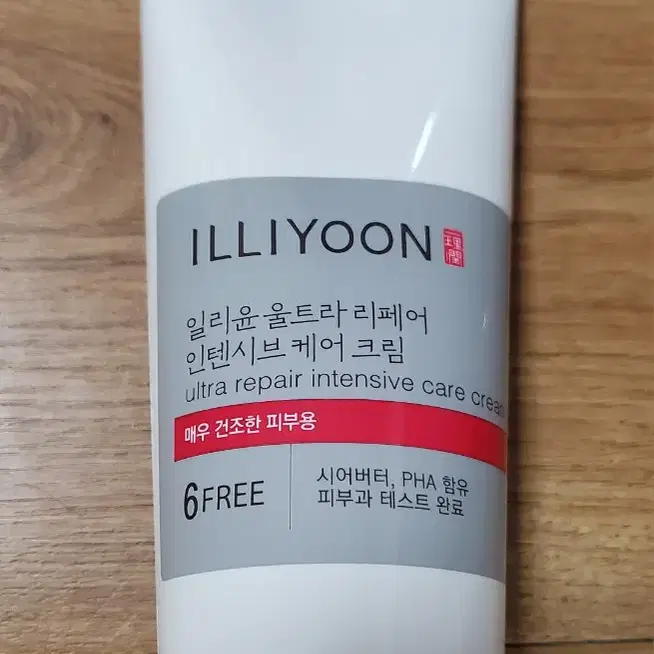 ILLIYOON
일리윤 울트라 리페어
인텐시브 케어 크림
ultra repair intensive care cream
매우 건조한 피부용
6FREE
시어버터, PHA 함유
피부과 테스트 완료